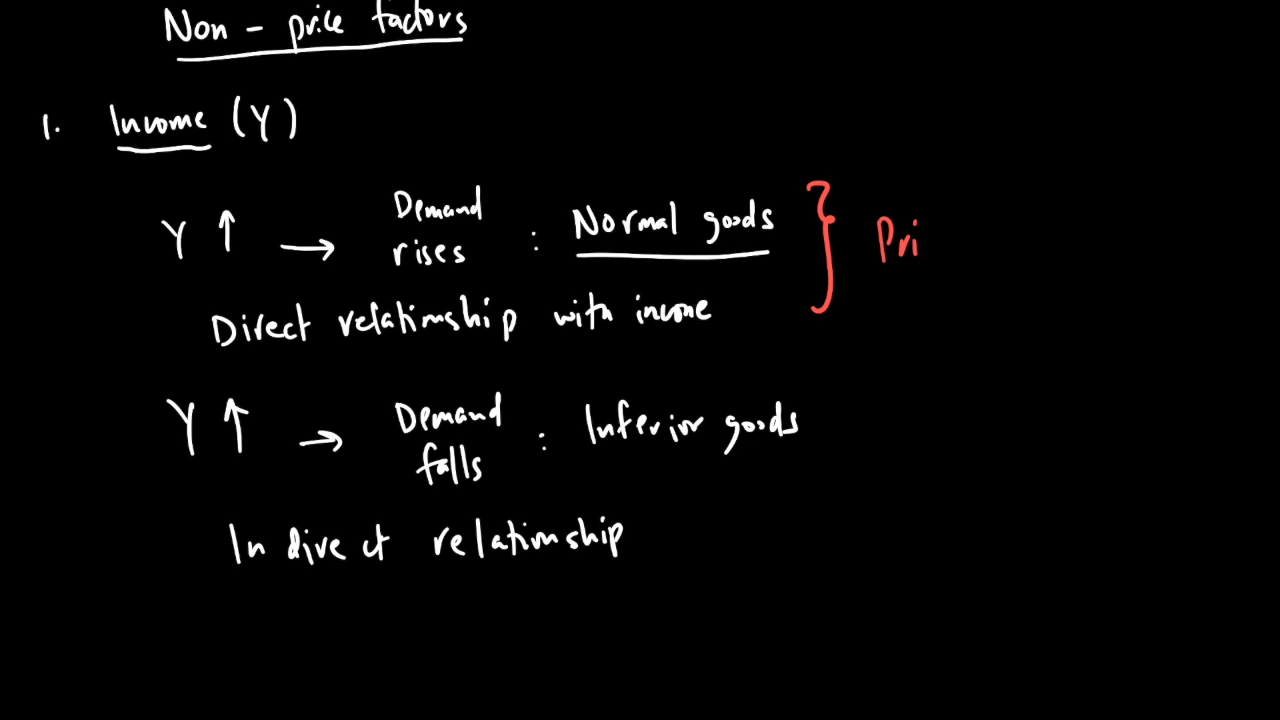 Non - price factors
1. Income (Y)
Y ↑ → Demand rises : Normal goods } Pri
Direct relationship with income
Y ↑ → Demand falls : Inferior goods
Indirect relationship